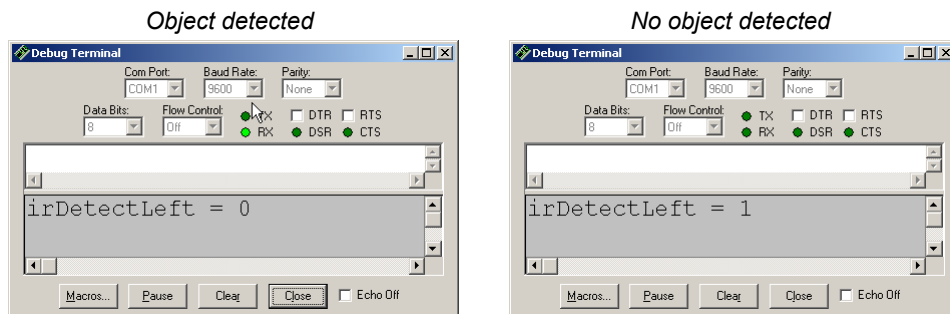 Object detected
Debug Terminal
Com Port: Baud Rate: Parity:
COM1 9600 None
Data Bits: Flow Control: TX DTR RTS
8 Off RX DSR CTS
irDetectLeft = 0
Macros... Pause Clear Close Echo Off
No object detected
Debug Terminal
Com Port: Baud Rate: Parity:
COM1 9600 None
Data Bits: Flow Control: TX DTR RTS
8 Off RX DSR CTS
irDetectLeft = 1
Macros... Pause Clear Close Echo Off